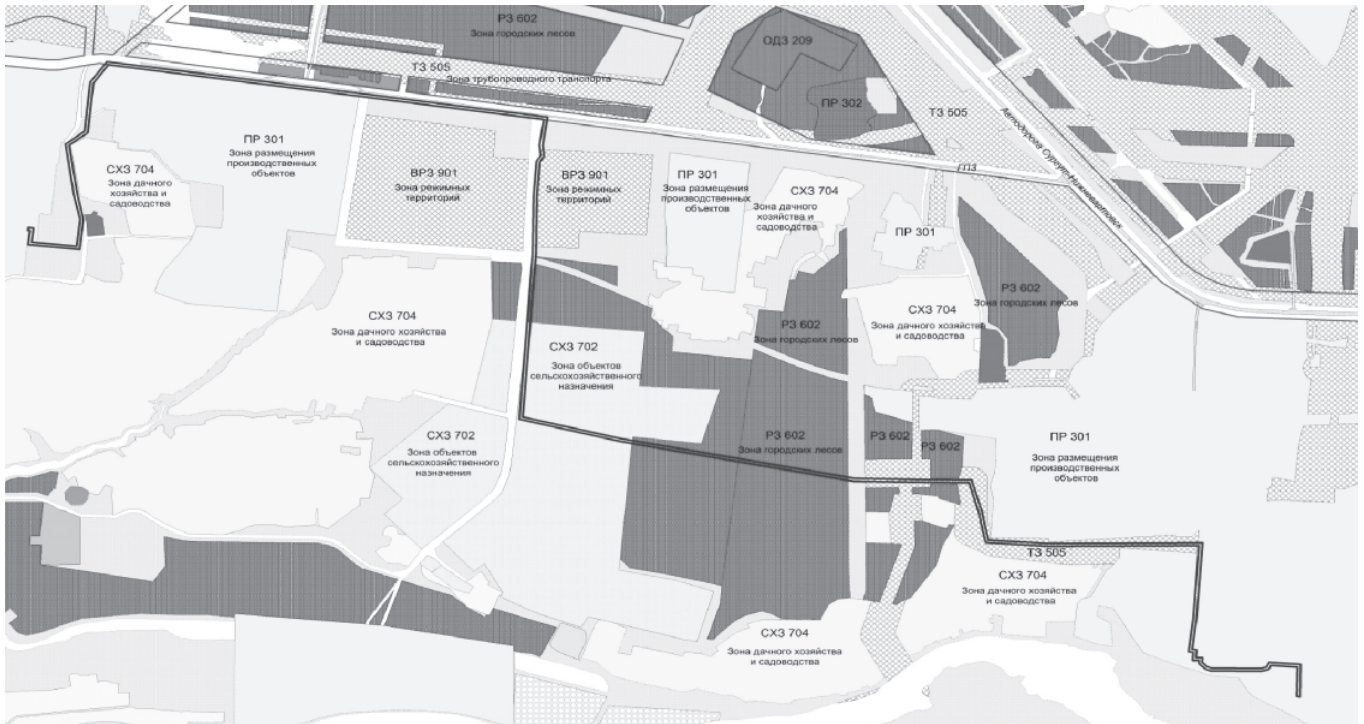 РЗ 602
Зона городских лесов
ОДЗ 209
ТЗ 505
Зона трубопроводного транспорта
ПР 302
ТЗ 505
Автодорога Сургут-Нижневартовск
ГПЗ
ПР 301
Зона размещения
производственных
объектов
СХЗ 704
Зона дачного
хозяйства и
садоводства
ВРЗ 901
Зона режимных
территорий
ВРЗ 901
Зона режимных
территорий
ПР 301
Зона размещения
производственных
объектов
СХЗ 704
Зона дачного
хозяйства и
садоводства
ПР 301
РЗ 602
Зона городских лесов
СХЗ 704
Зона дачного хозяйства
и садоводства
СХЗ 704
Зона дачного хозяйства
и садоводства
РЗ 602
Зона городских лесов
СХЗ 702
Зона объектов
сельскохозяйственного
назначения
СХЗ 702
Зона объектов
сельскохозяйственного
назначения
РЗ 602
Зона городских лесов
РЗ 602
РЗ 602
ПР 301
Зона размещения
производственных
объектов
ТЗ 505
СХЗ 704
Зона дачного хозяйства
и садоводства
СХЗ 704
Зона дачного хозяйства
и садоводства